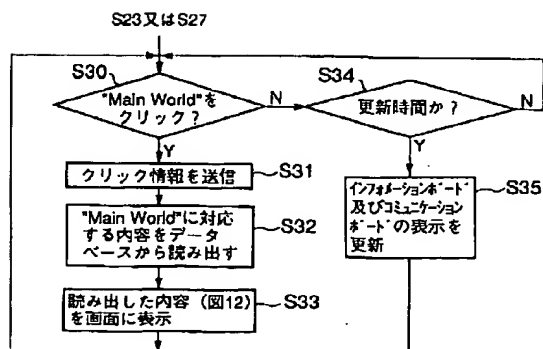 S23又はS27
S30
"Main World"を
クリック?
N
Y
S34
更新時間か?
N
Y
S31
クリック情報を送信
S32
"Main World"に対応
する内容をデータ
ベースから読み出す
S35
インフォメーションボード
及びコミュニケーション
ボードの表示を
更新
S33
読み出した内容(図12)
を画面に表示